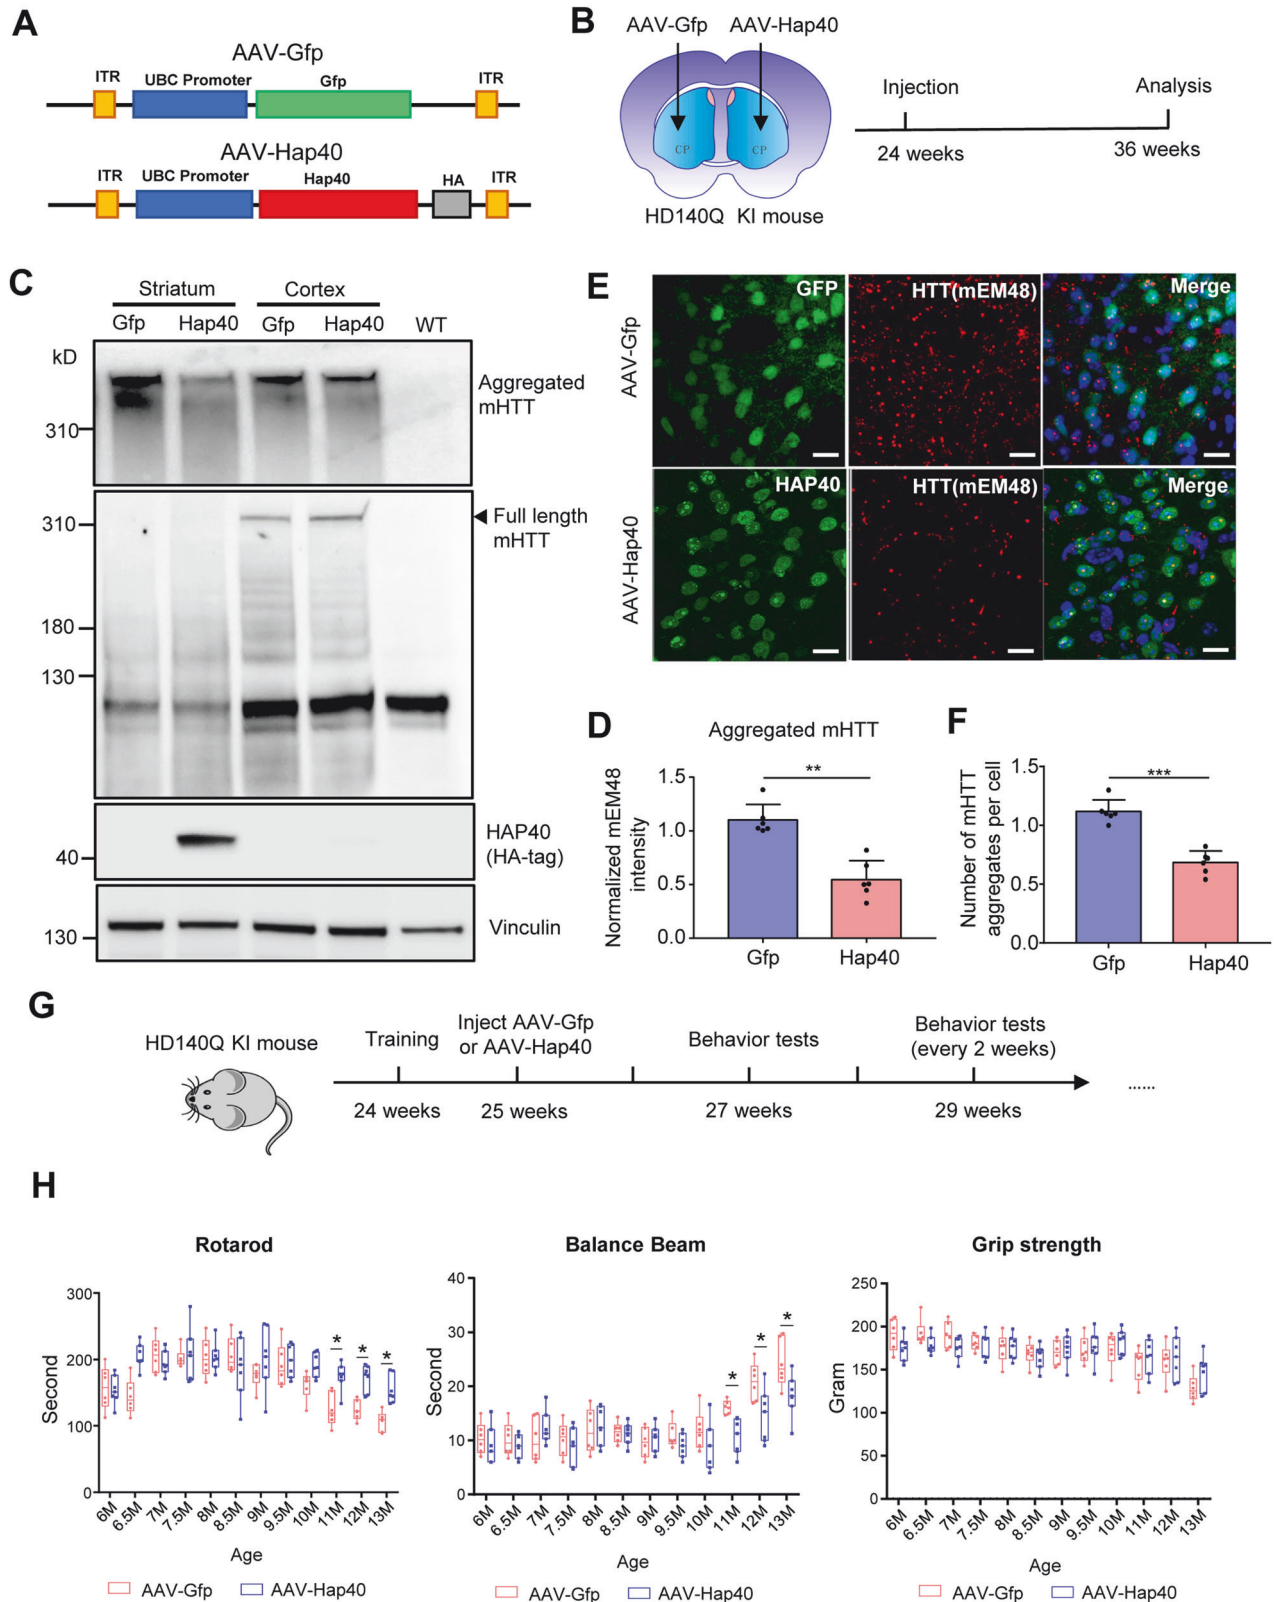 A
AAV-Gfp
ITR UBC Promoter Gfp ITR
AAV-Hap40
ITR UBC Promoter Hap40 HA ITR
B
AAV-Gfp AAV-Hap40
CP CP
HD140Q KI mouse
Injection Analysis
24 weeks 36 weeks
C
Striatum Cortex
Gfp Hap40 Gfp Hap40 WT
kD
Aggregated
mHTT
310
310
Full length
mHTT
180
130
HAP40
(HA-tag)
40
Vinculin
130
E
AAV-Gfp
GFP HTT(mEM48) Merge
AAV-Hap40
HAP40 HTT(mEM48) Merge
D
Aggregated mHTT
Normalized mEM48
intensity
1.5
1.0
0.5
0.0
**
Gfp Hap40
F
Number of mHTT
aggregates per cell
1.5
1.0
0.5
0.0
***
Gfp Hap40
G
HD140Q KI mouse
Training
Inject AAV-Gfp
or AAV-Hap40
Behavior tests
Behavior tests
(every 2 weeks)
24 weeks 25 weeks 27 weeks 29 weeks
......
H
Rotarod
Second
300
200
100
0
* * *
6M 6.5M 7M 7.5M 8M 8.5M 9M 9.5M 10M 11M 12M 13M
Age
AAV-Gfp AAV-Hap40
Balance Beam
Second
40
30
20
10
0
* * *
6M 6.5M 7M 7.5M 8M 8.5M 9M 9.5M 10M 11M 12M 13M
Age
AAV-Gfp AAV-Hap40
Grip strength
Gram
250
200
150
100
50
0
6M 6.5M 7M 7.5M 8M 8.5M 9M 9.5M 10M 11M 12M 13M
Age
AAV-Gfp AAV-Hap40